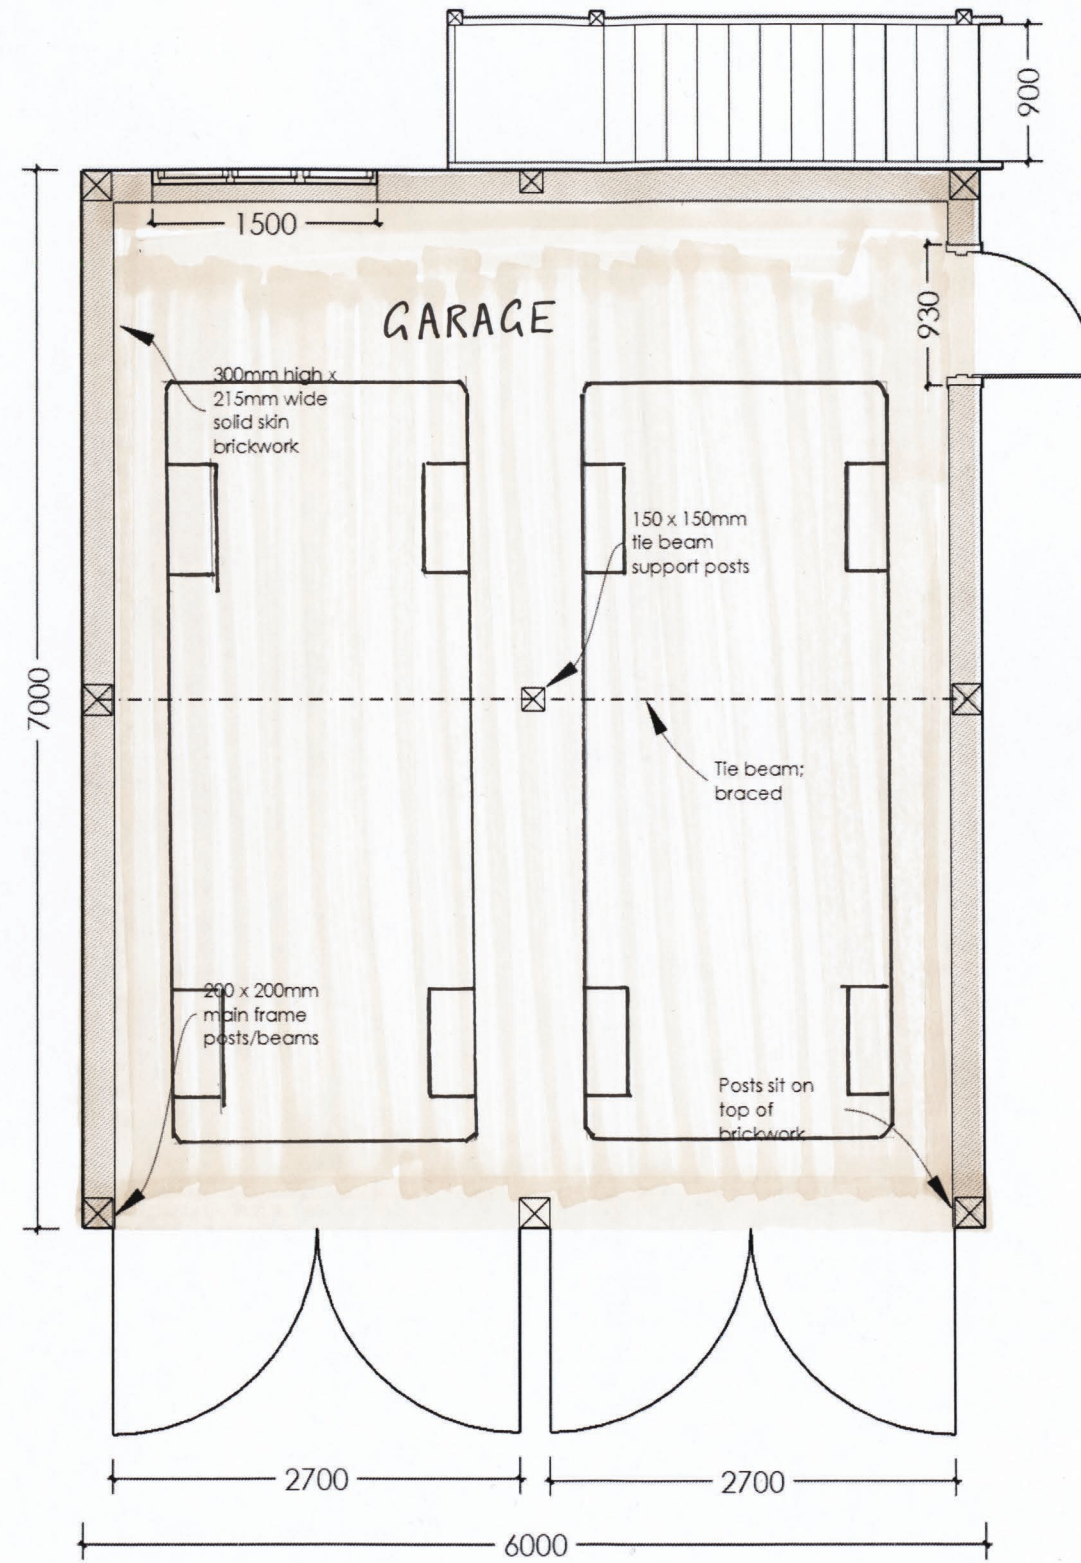 900
1500
930
GARAGE
300mm high x
215mm wide
solid skin
brickwork
150 x 150mm
tie beam
support posts
7000
Tie beam;
braced
200 x 200mm
main frame
posts/beams
Posts sit on
top of
brickwork
2700
2700
6000